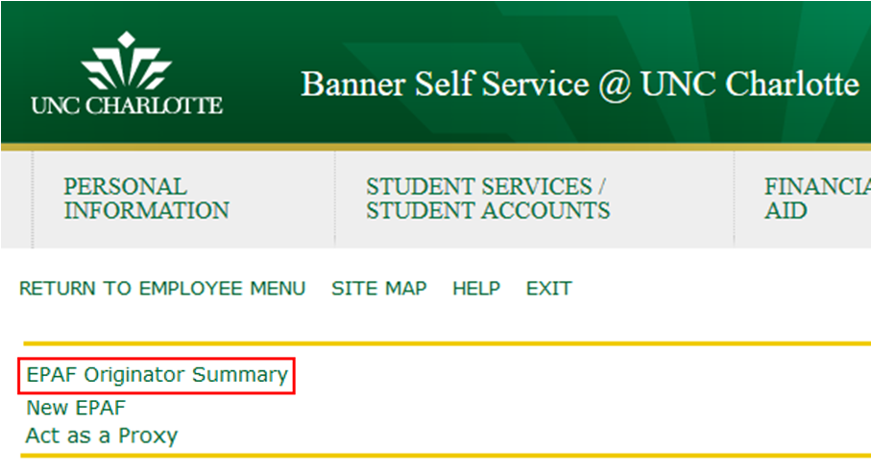 UNC CHARLOTTE
Banner Self Service @ UNC Charlotte
PERSONAL
INFORMATION
STUDENT SERVICES /
STUDENT ACCOUNTS
FINANCIA
AID
RETURN TO EMPLOYEE MENU SITE MAP HELP EXIT
EPAF Originator Summary
New EPAF
Act as a Proxy